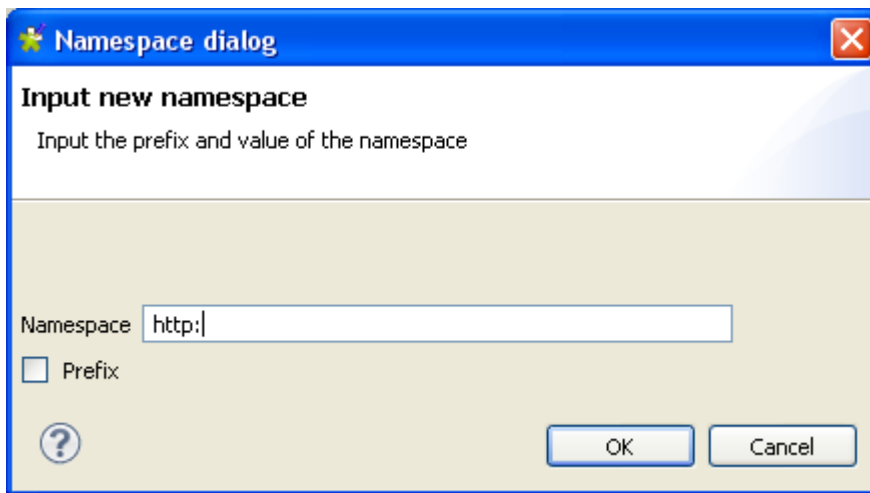 Namespace dialog
Input new namespace
Input the prefix and value of the namespace
Namespace http:
Prefix
? OK Cancel